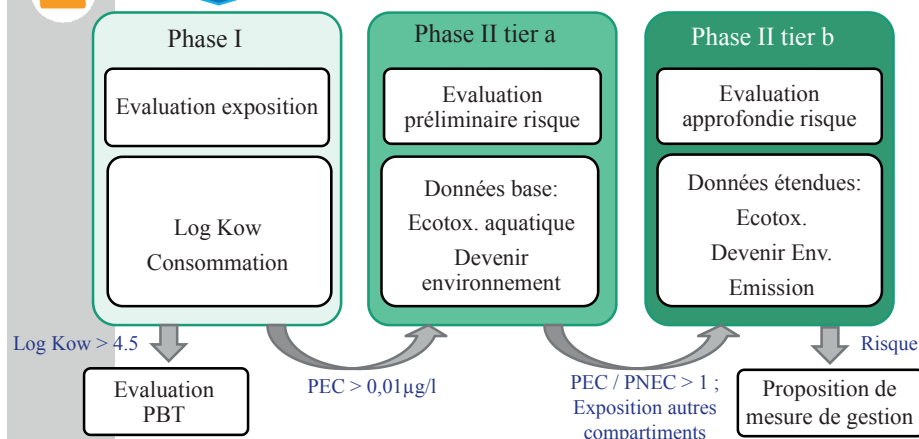 Phase I
Evaluation exposition
Log Kow
Consommation
Phase II tier a
Evaluation
préliminaire risque
Données base:
Ecotox. aquatique
Devenir
environnement
Phase II tier b
Evaluation
approfondie risque
Données étendues:
Ecotox.
Devenir Env.
Emission
Log Kow > 4.5
Evaluation
PBT
PEC > 0,01µg/l
PEC / PNEC > 1 ;
Exposition autres
compartiments
Risque
Proposition de
mesure de gestion